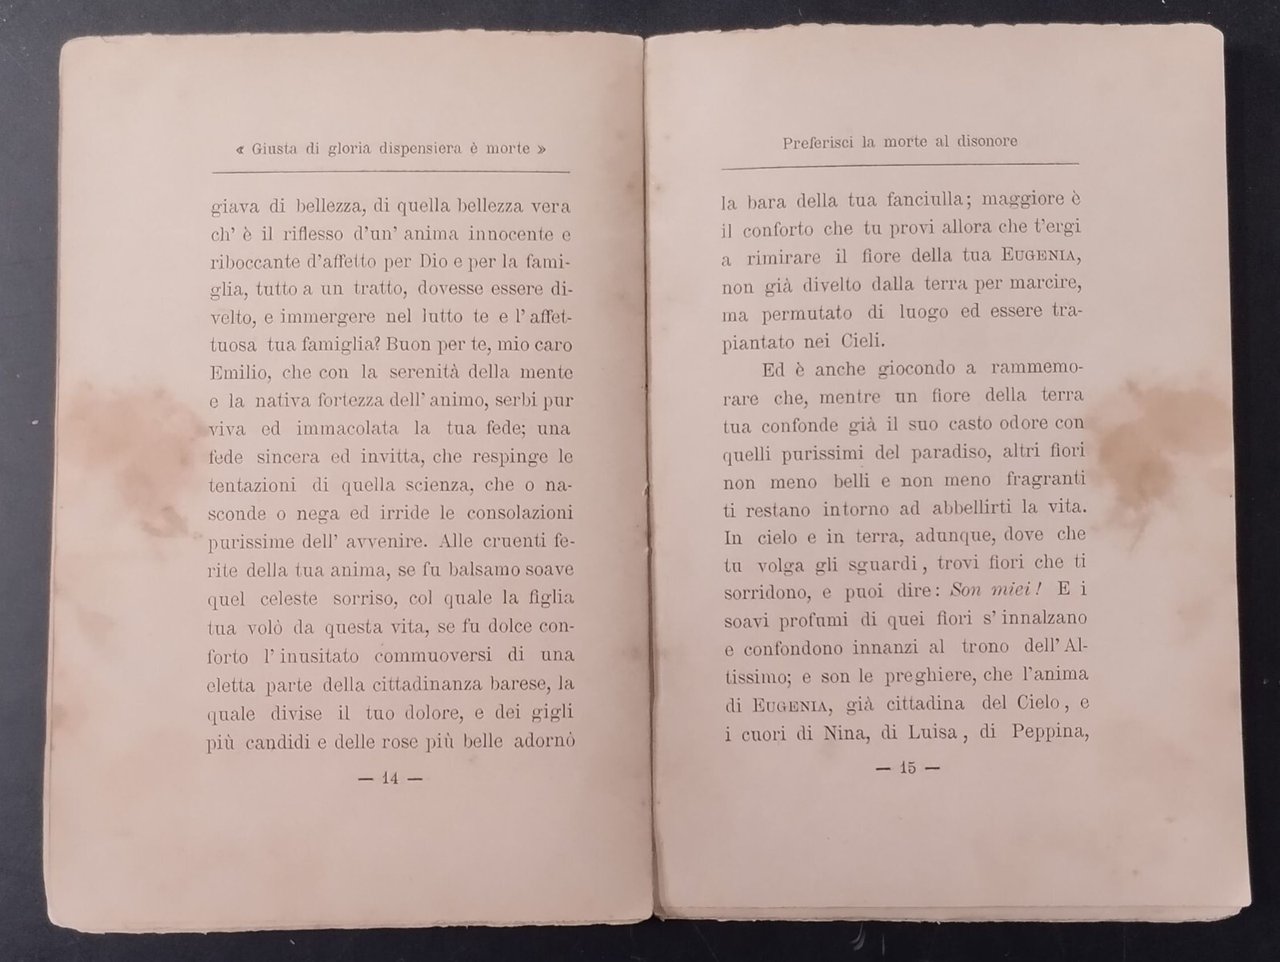 « Giusta di gloria dispensiera è morte »
giava di bellezza, di quella bellezza vera
ch' è il riflesso d'un' anima innocente e
riboccante d'affetto per Dio e per la fami-
glia, tutto a un tratto, dovesse essere di-
velto, e immergere nel lutto te e l' affet-
tuosa tua famiglia? Buon per te, mio caro
Emilio, che con la serenità della mente
e la nativa fortezza dell' animo, serbi pur
viva ed immacolata la tua fede; una
fede sincera ed invitta, che respinge le
tentazioni di quella scienza, che o na-
sconde o nega ed irride le consolazioni
purissime dell' avvenire. Alle cruenti fe-
rite della tua anima, se fu balsamo soave
quel celeste sorriso, col quale la figlia
tua volò da questa vita, se fu dolce con-
forto l' inusitato commuoversi di una
eletta parte della cittadinanza barese, la
quale divise il tuo dolore, e dei gigli
più candidi e delle rose più belle adornò
— 14 —
Preferisci la morte al disonore
la bara della tua fanciulla; maggiore è
il conforto che tu provi allora che t'ergi
a rimirare il fiore della tua EUGENIA,
non già divelto dalla terra per marcire,
ma permutato di luogo ed essere tra-
piantato nei Cieli.
Ed è anche giocondo a rammemo-
rare che, mentre un fiore della terra
tua confonde già il suo casto odore con
quelli purissimi del paradiso, altri fiori
non meno belli e non meno fragranti
ti restano intorno ad abbellirti la vita.
In cielo e in terra, adunque, dove che
tu volga gli sguardi, trovi fiori che ti
sorridono, e puoi dire: Son miei! E i
soavi profumi di quei fiori s' innalzano
e confondono innanzi al trono dell' Al-
tissimo; e son le preghiere, che l'anima
di EUGENIA, già cittadina del Cielo, e
i cuori di Nina, di Luisa, di Peppina,
— 15 —